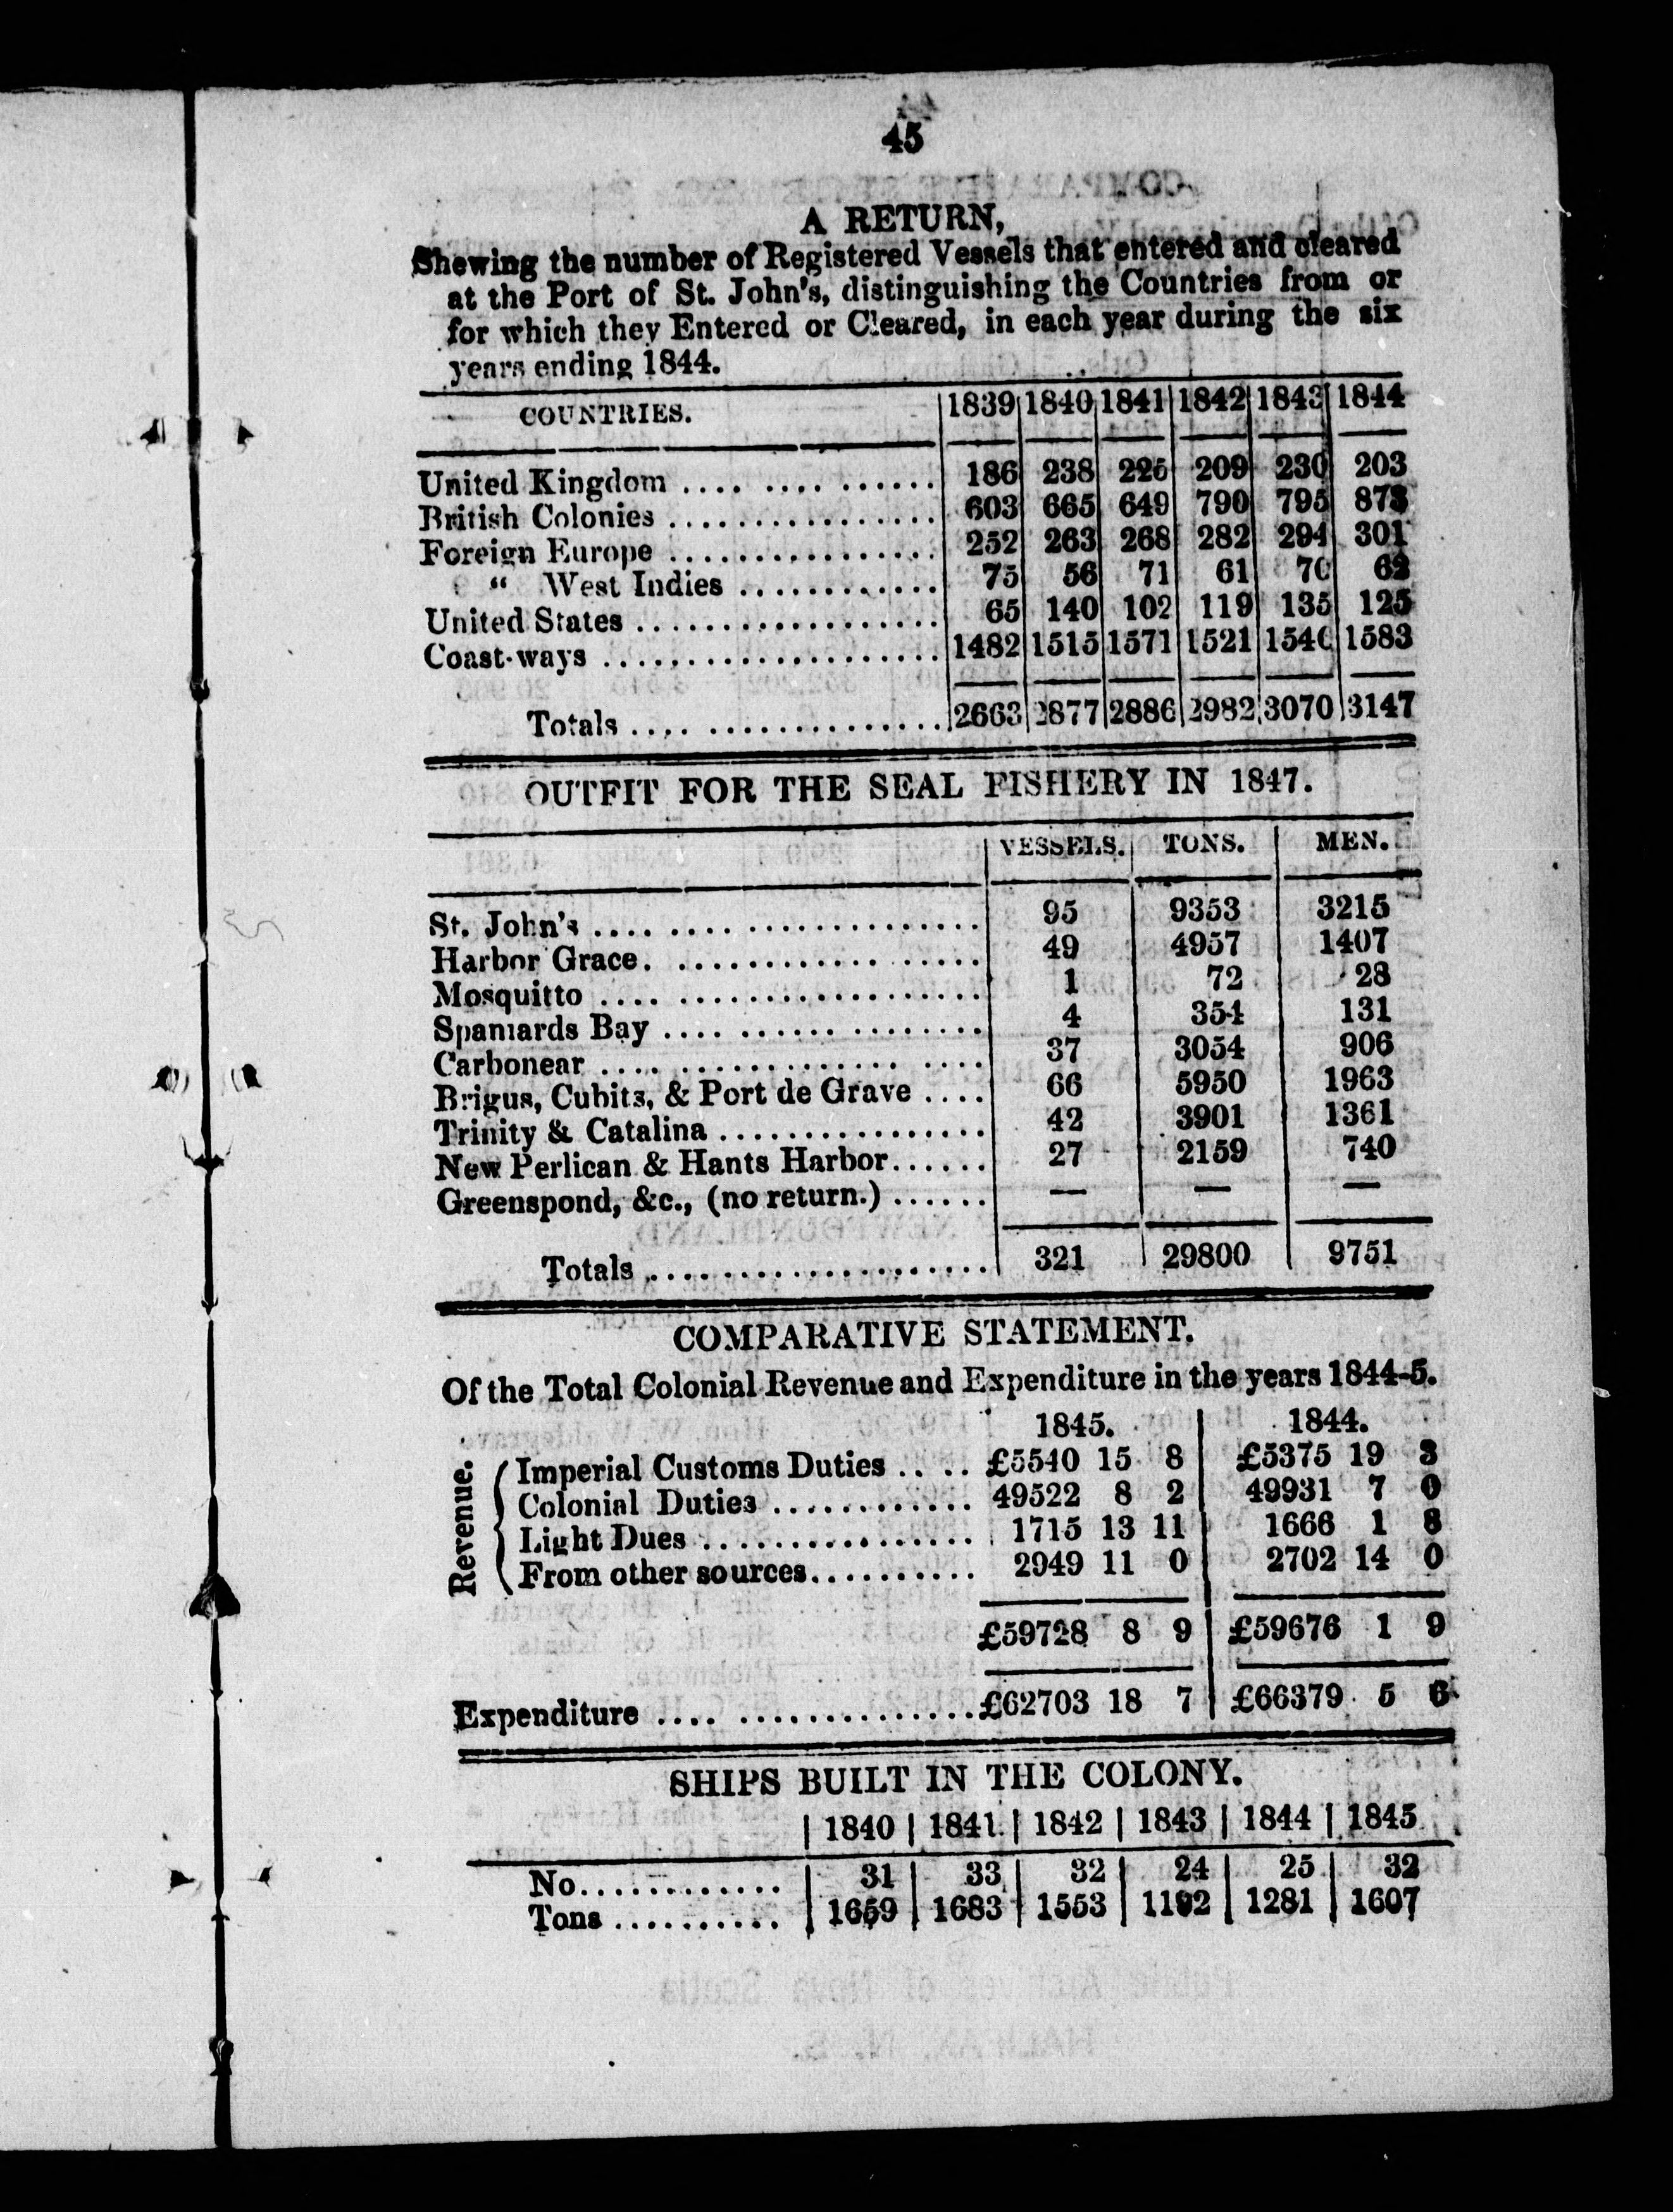 45
A RETURN,
Shewing the number of Registered Vessels that entered and cleared
at the Port of St. John's, distinguishing the Countries from or
for which they Entered or Cleared, in each year during the six
years ending 1844.
COUNTRIES. 1839 1840 1841 1842 1843 1844
United Kingdom .... .... ...... 186 238 225 209 230 203
British Colonies ................ 603 665 649 790 795 873
Foreign Europe ................ 252 263 268 282 294 301
“ West Indies ............ 75 56 71 61 70 62
United States .................. 65 140 102 119 135 125
Coast-ways .................... 1482 1515 1571 1521 1546 1583
Totals .... .............. 2663 2877 2886 2982 3070 3147
OUTFIT FOR THE SEAL FISHERY IN 1847.
VESSELS. TONS. MEN.
St. John's .... .... .............. 95 9353 3215
Harbor Grace. ............. ..... 49 4957 1407
Mosquitto .... .................. 1 72 28
Spaniards Bay .... ...... ........ 4 354 131
Carbonear .... ............. .... 37 3054 906
Brigus, Cubits, & Port de Grave .... 66 5950 1963
Trinity & Catalina ................ 42 3901 1361
New Perlican & Hants Harbor...... 27 2159 740
Greenspond, &c., (no return.) ...... — — —
Totals .................... 321 29800 9751
COMPARATIVE STATEMENT.
Of the Total Colonial Revenue and Expenditure in the years 1844-5.
1845. 1844.
Revenue.
Imperial Customs Duties .. .. £5540 15 8 £5375 19 3
Colonial Duties ............ 49522 8 2 49931 7 0
Light Dues ................ 1715 13 11 1666 1 8
From other sources.......... 2949 11 0 2702 14 0
£59728 8 9 £59676 1 9
Expenditure .... .............. £62703 18 7 £66379 5 6
SHIPS BUILT IN THE COLONY.
1840 1841 1842 1843 1844 1845
No............. 31 33 32 24 25 32
Tons .......... 1659 1683 1553 1192 1281 1607